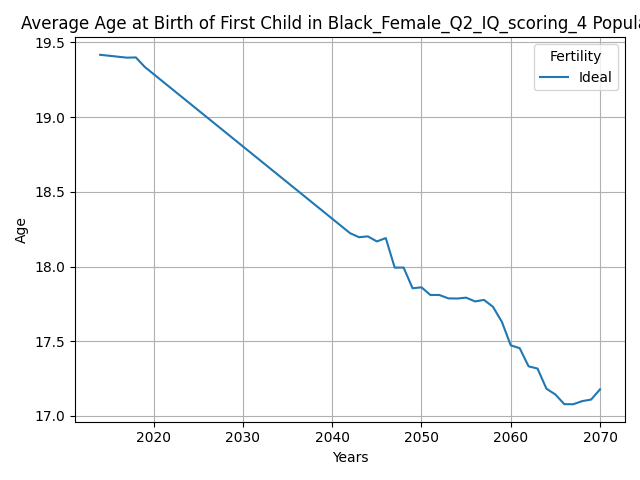 Average Age at Birth of First Child in Black_Female_Q2_IQ_scoring_4 Popula
Fertility
Ideal
19.5
19.0
18.5
18.0
17.5
17.0
Age
2020 2030 2040 2050 2060 2070
Years